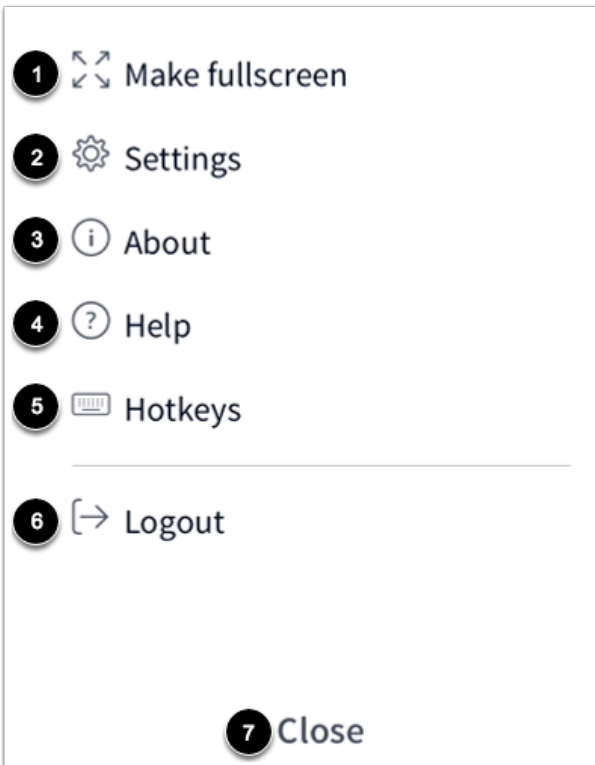 1 Make fullscreen
2 Settings
3 i About
4 ? Help
5 Hotkeys
6 Logout
7 Close